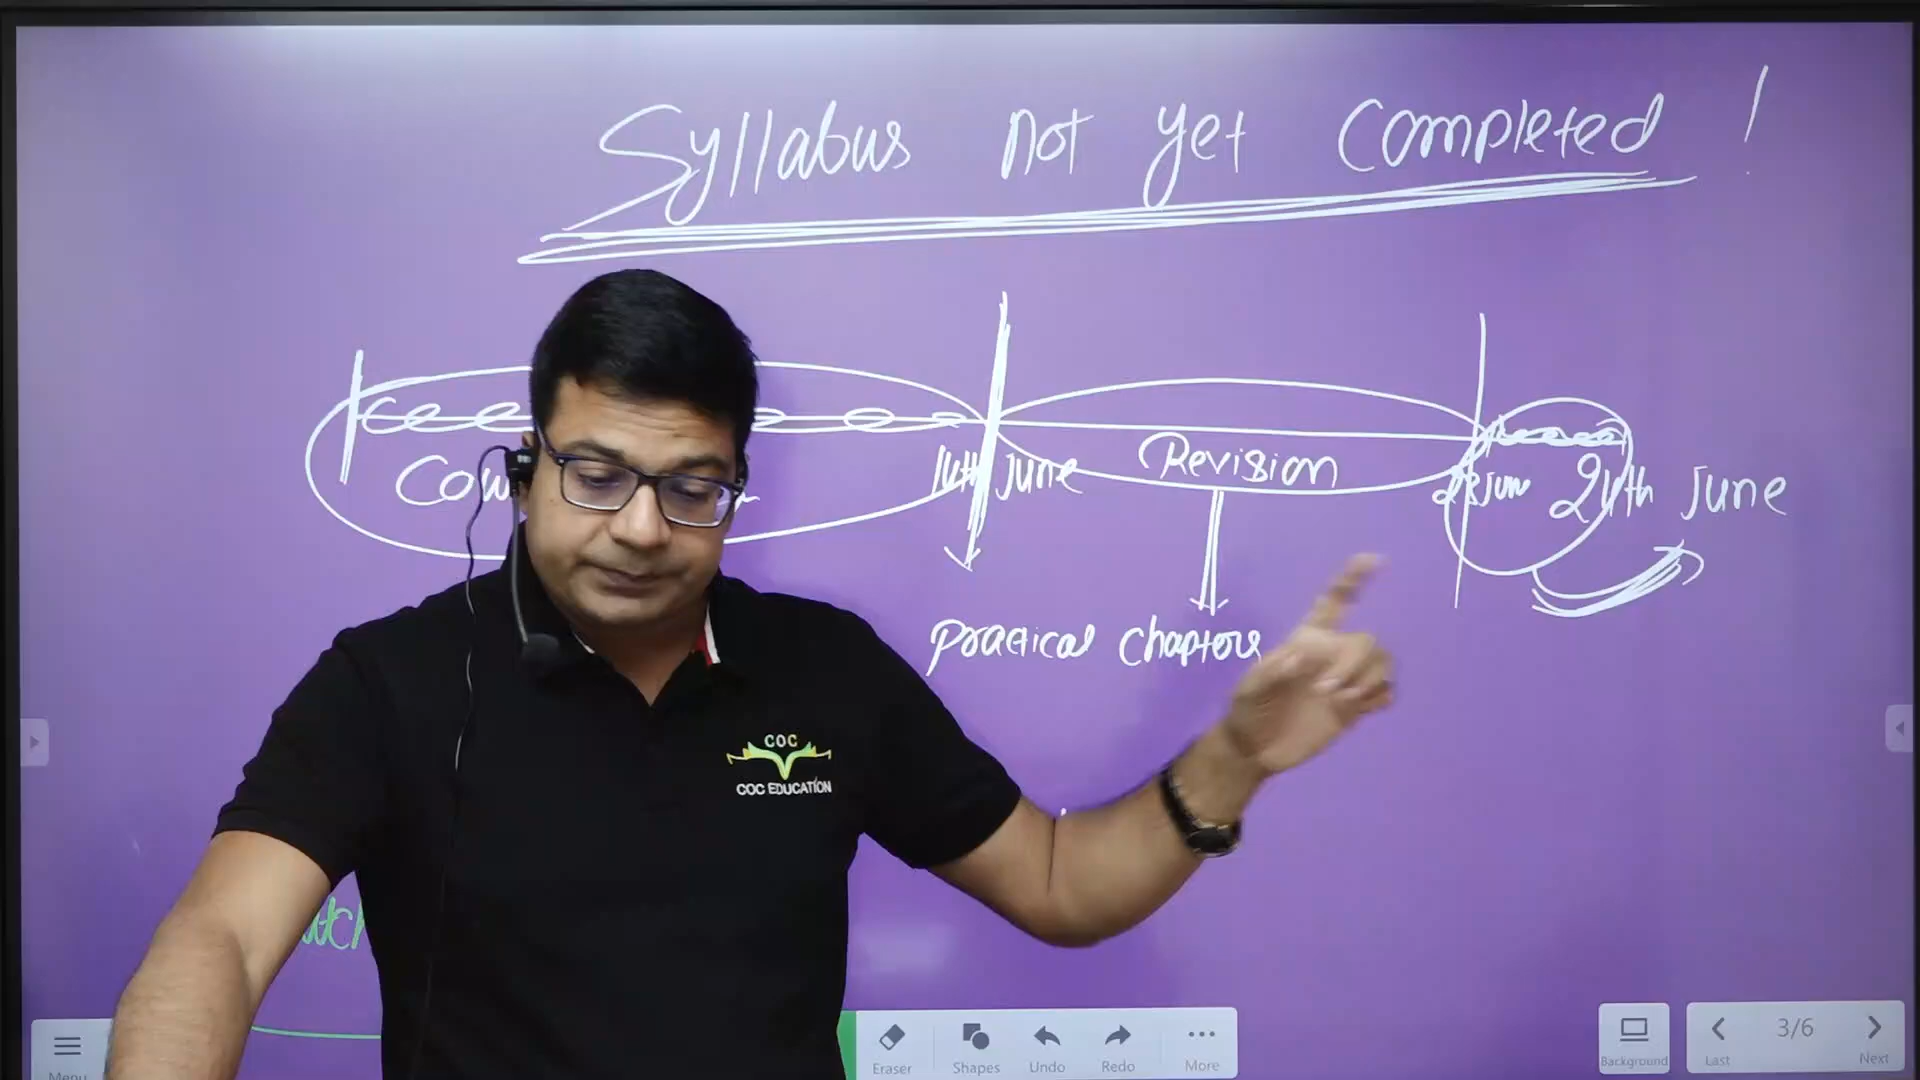 Syllabus not yet Completed !
14th June Revision 24th June
Practical Chapters
COC
COC EDUCATION
Menu Eraser Shapes Undo Redo More Background 3/6 Last Next